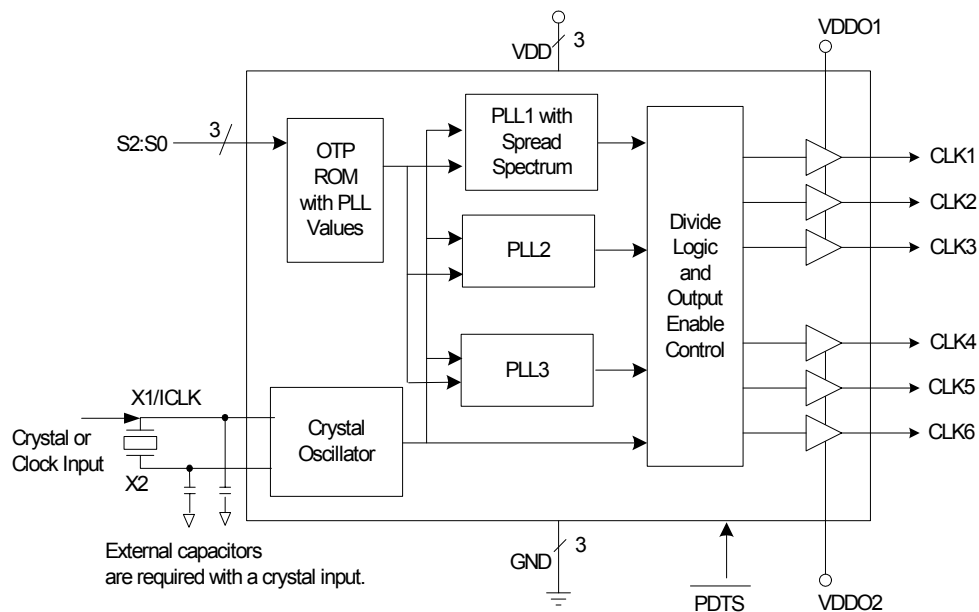 VDD
3
VDDO1
S2:S0
3
OTP
ROM
with PLL
Values
PLL1 with
Spread
Spectrum
PLL2
PLL3
Divide
Logic
and
Output
Enable
Control
CLK1
CLK2
CLK3
CLK4
CLK5
CLK6
X1/ICLK
Crystal or
Clock Input
X2
Crystal
Oscillator
External capacitors
are required with a crystal input.
GND
3
PDTS
VDDO2